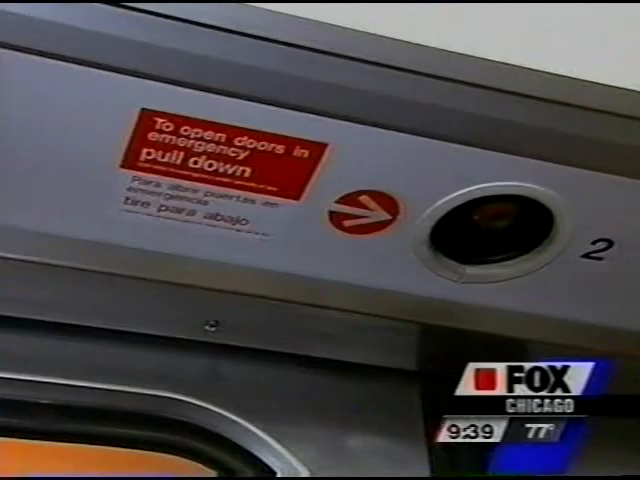 To open doors in
emergency
pull down
Para abrir puertas en
emergencia
tire para abajo
2
FOX
CHICAGO
9:39 77°